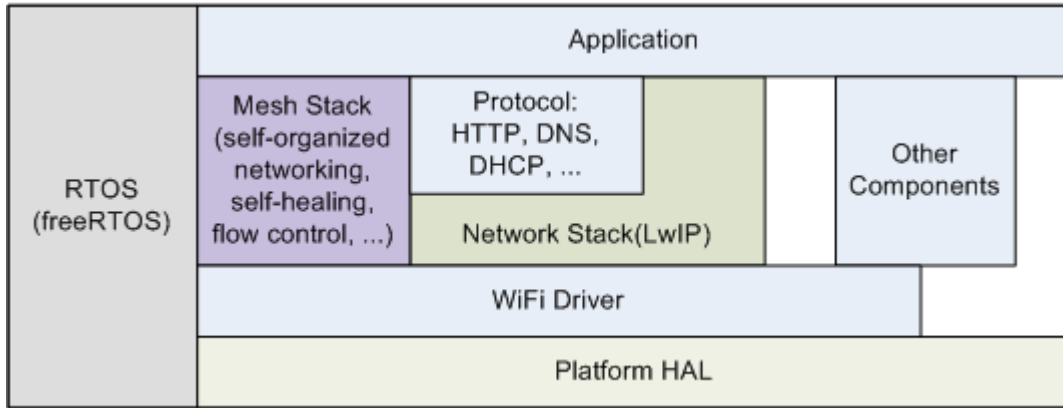 Application
RTOS
(freeRTOS)
Mesh Stack
(self-organized
networking,
self-healing,
flow control, ...)
Protocol:
HTTP, DNS,
DHCP, ...
Network Stack(LwIP)
Other
Components
WiFi Driver
Platform HAL